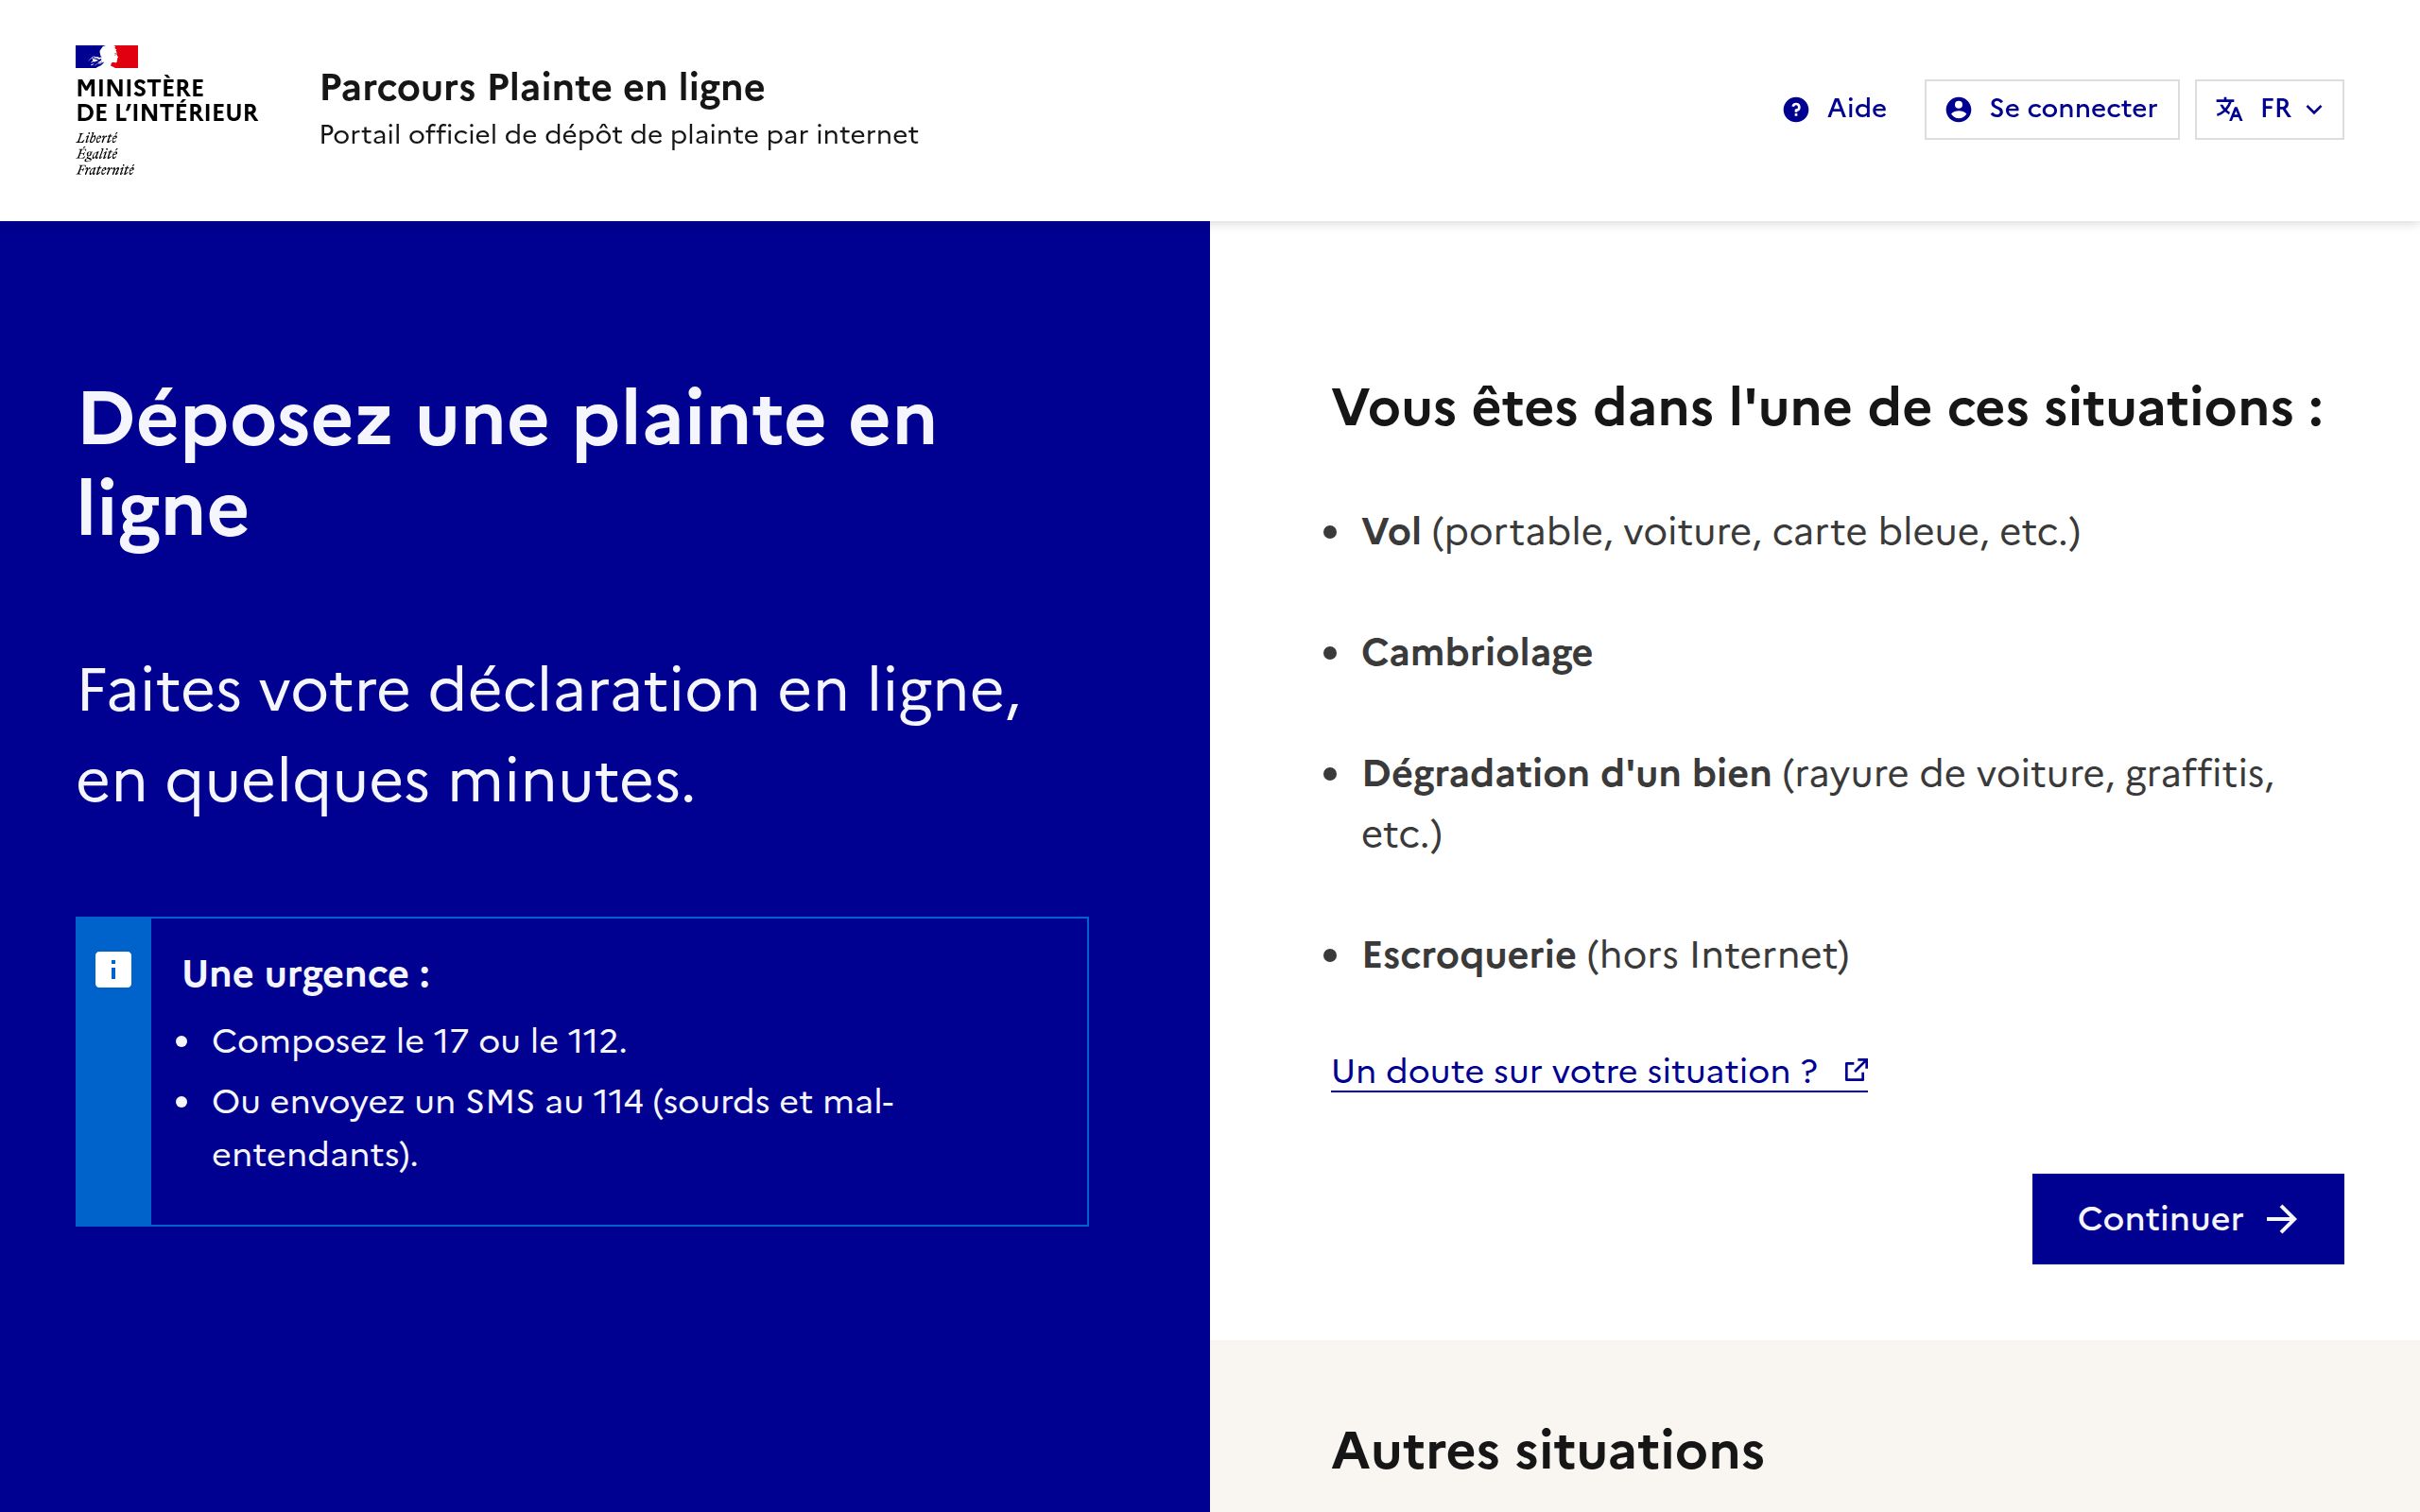 MINISTÈRE
DE L'INTÉRIEUR
Liberté
Égalité
Fraternité
Parcours Plainte en ligne
Portail officiel de dépôt de plainte par internet
Aide
Se connecter
FR
Déposez une plainte en
ligne
Faites votre déclaration en ligne,
en quelques minutes.
Une urgence :
Composez le 17 ou le 112.
Ou envoyez un SMS au 114 (sourds et mal-
entendants).
Vous êtes dans l'une de ces situations :
Vol (portable, voiture, carte bleue, etc.)
Cambriolage
Dégradation d'un bien (rayure de voiture, graffitis,
etc.)
Escroquerie (hors Internet)
Un doute sur votre situation ?
Continuer
Autres situations